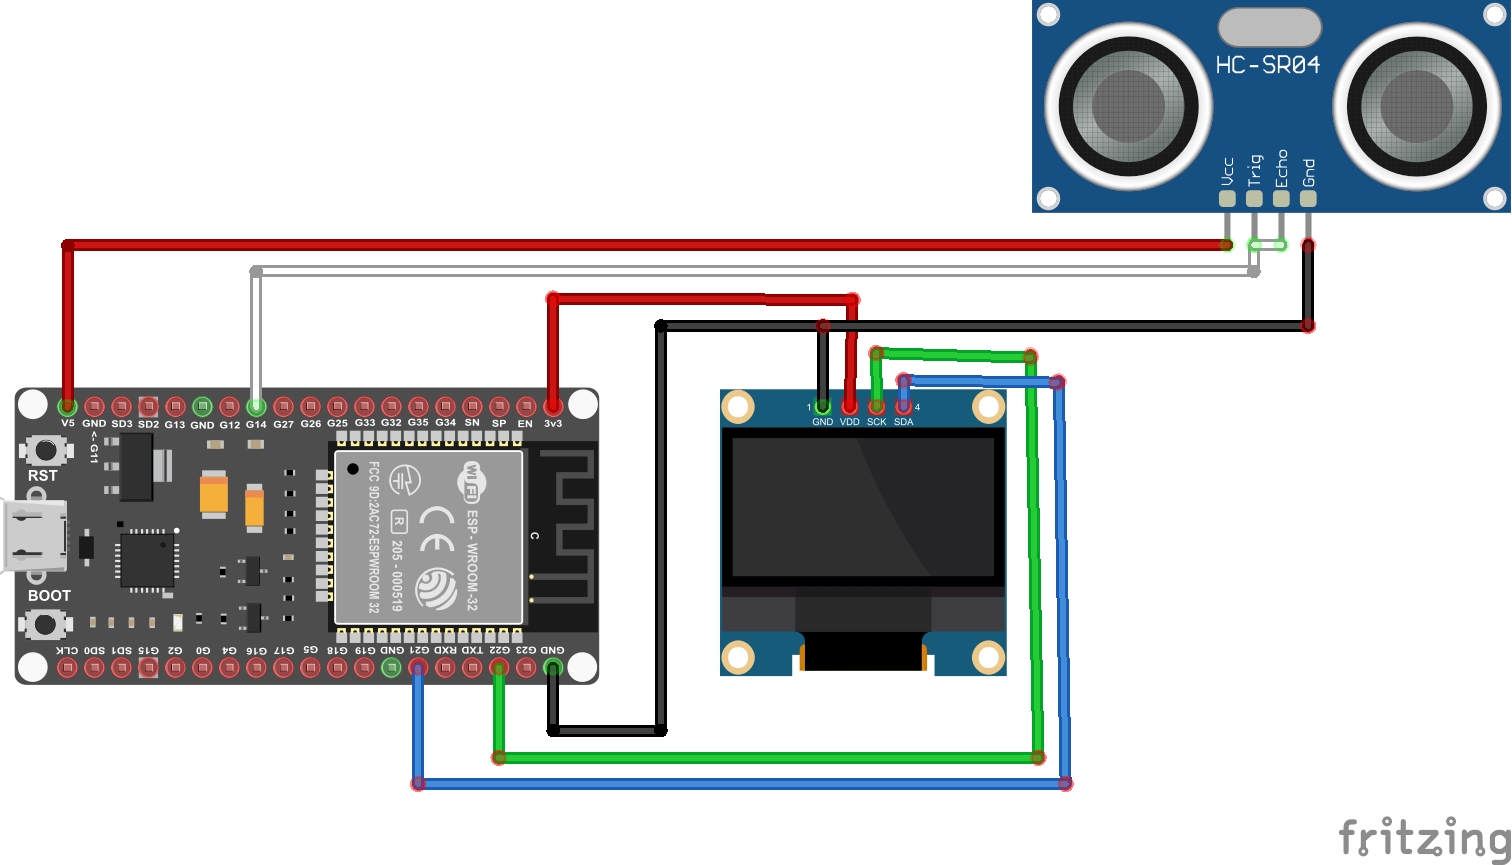 HC-SR04
Vcc
Trig
Echo
Gnd
V5 GND SD3 SD2 G13 GND G12 G14 G27 G26 G25 G33 G32 G35 G34 SN SP EN 3v3
<- G11
RST
BOOT
FCC 9D:2AC72-ESPWROOM 32
R
205 - 000519
CE
WiFi
ESP-WROOM-32
C
CLK SD0 SD1 G15 G2 G0 G4 G16 G17 G5 G18 G19 GND G21 RXD TXD G22 G23 GND
1 4
GND VDD SCK SDA
fritzing